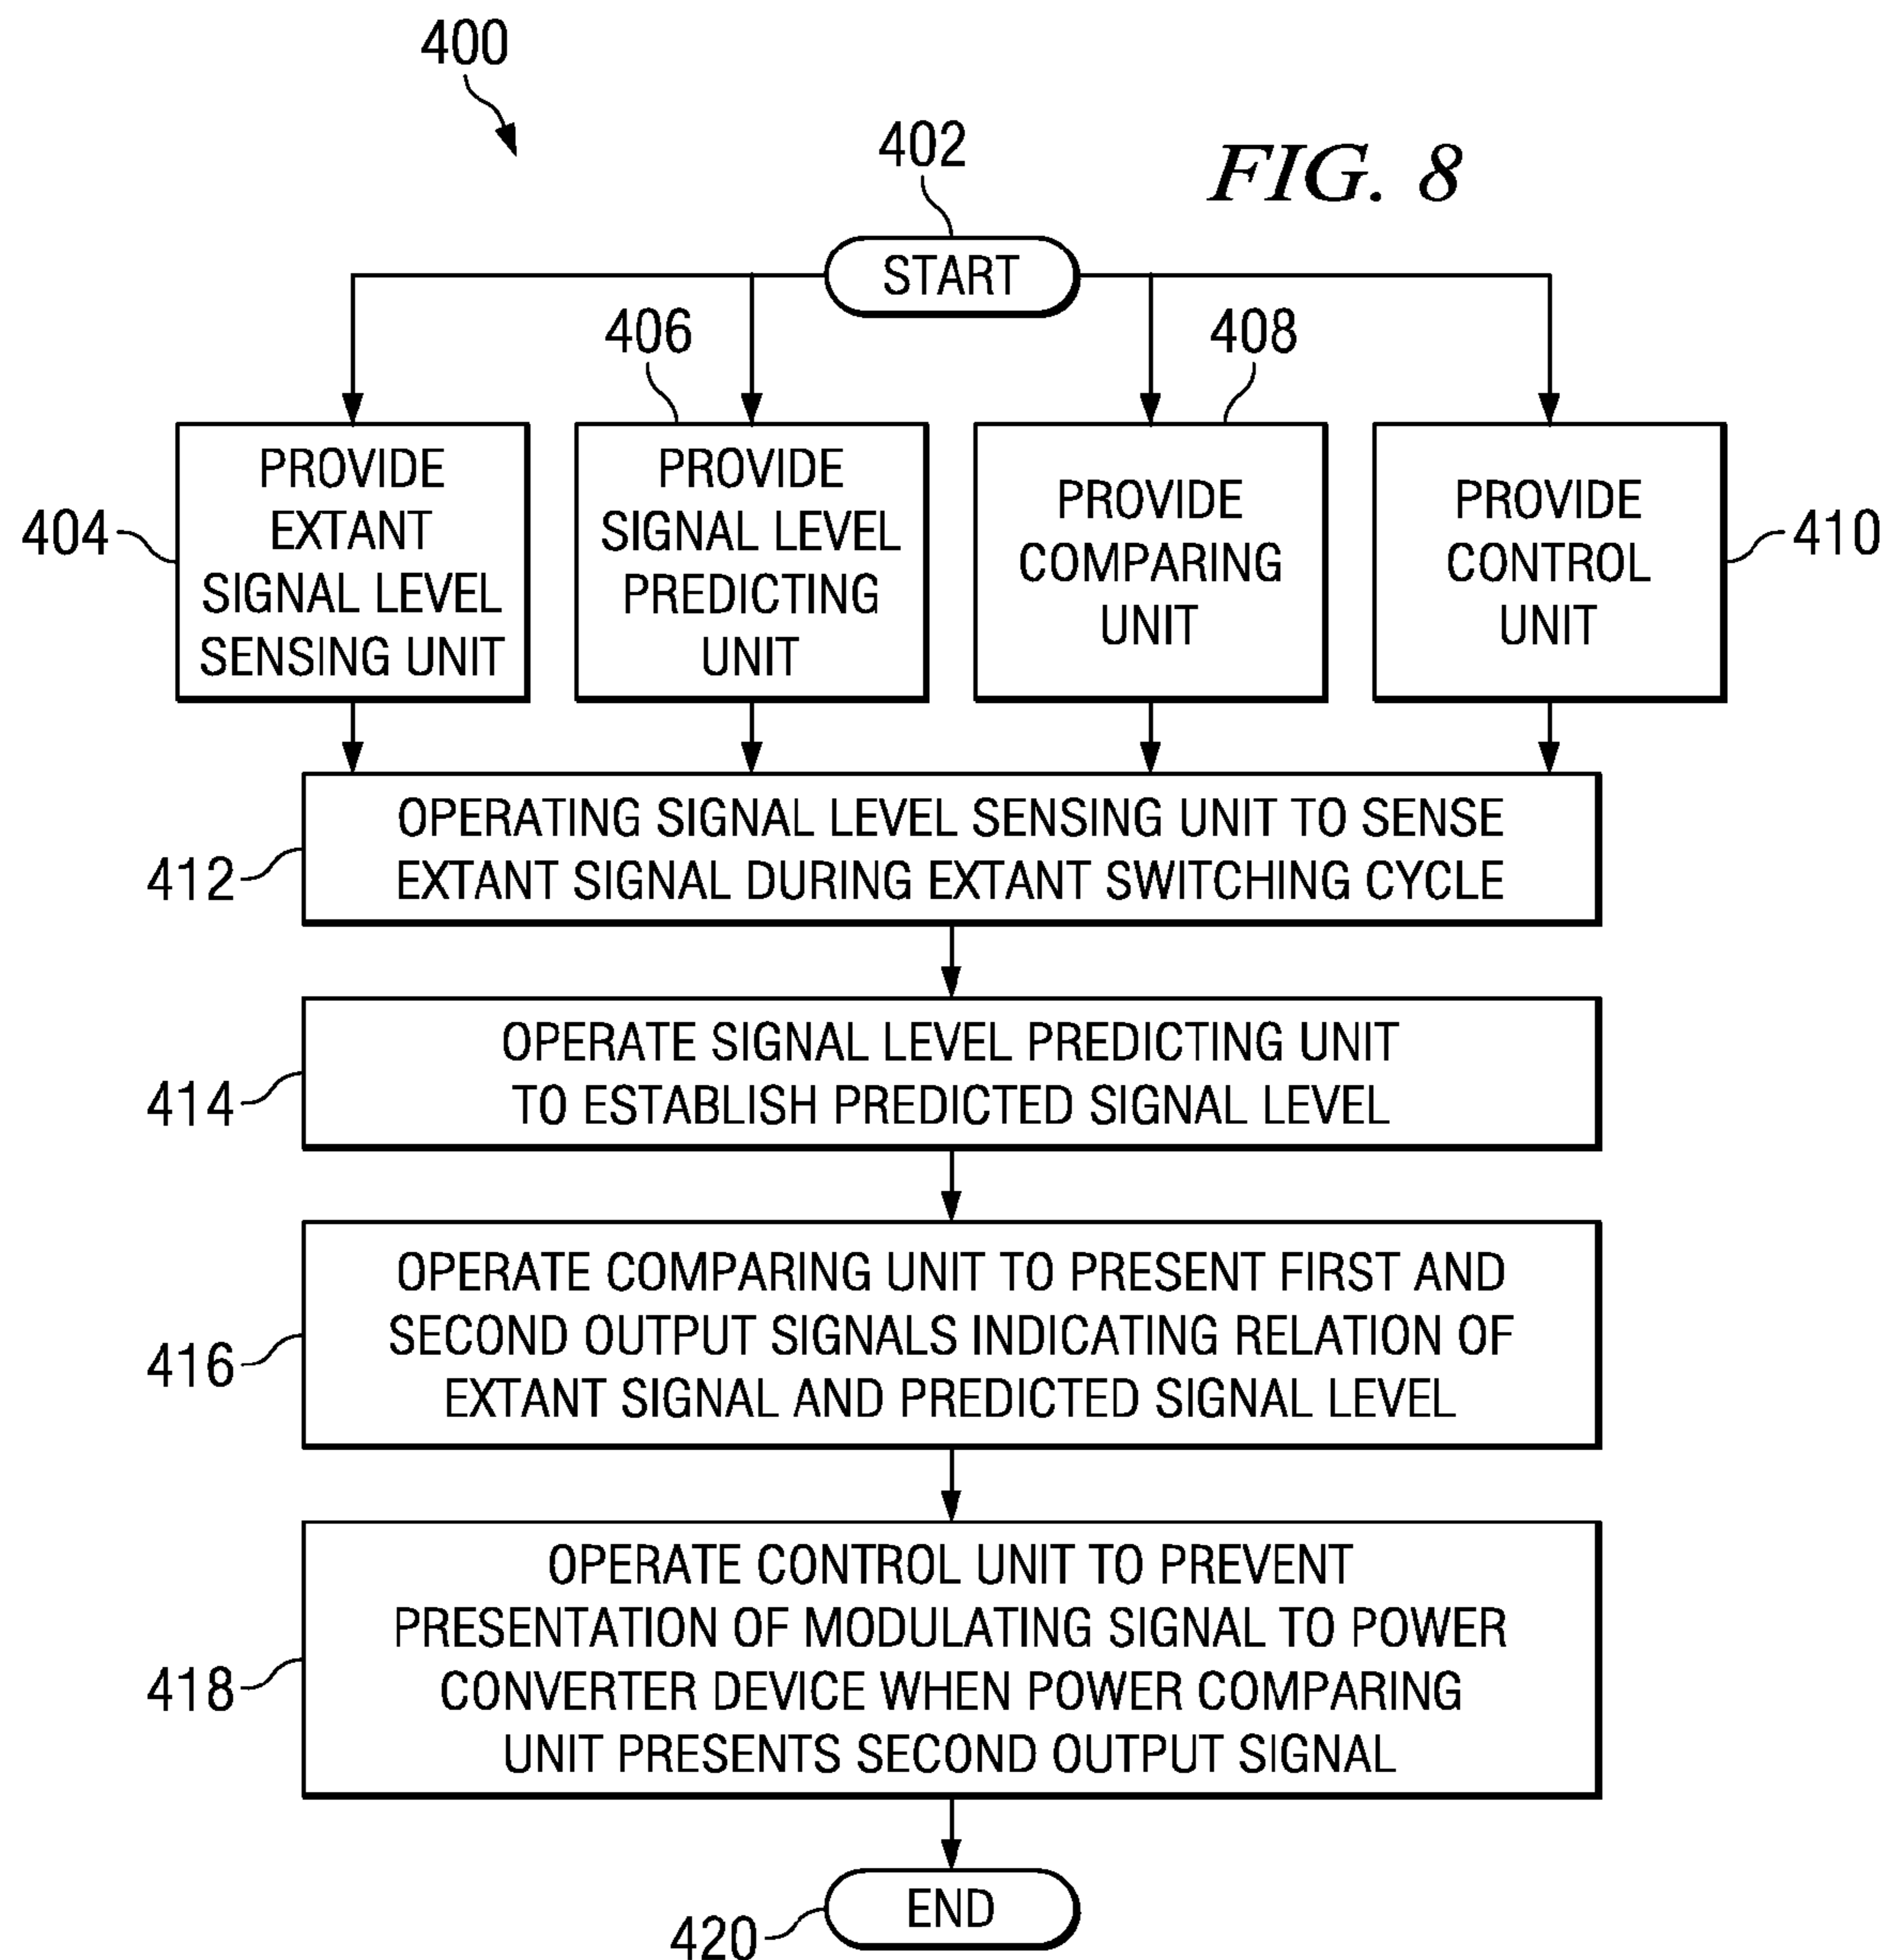 400
402
FIG. 8
START
406
408
PROVIDE
EXTANT
SIGNAL LEVEL
SENSING UNIT
PROVIDE
SIGNAL LEVEL
PREDICTING
UNIT
PROVIDE
COMPARING
UNIT
PROVIDE
CONTROL
UNIT
404
410
OPERATING SIGNAL LEVEL SENSING UNIT TO SENSE
EXTANT SIGNAL DURING EXTANT SWITCHING CYCLE
412
OPERATE SIGNAL LEVEL PREDICTING UNIT
TO ESTABLISH PREDICTED SIGNAL LEVEL
414
OPERATE COMPARING UNIT TO PRESENT FIRST AND
SECOND OUTPUT SIGNALS INDICATING RELATION OF
EXTANT SIGNAL AND PREDICTED SIGNAL LEVEL
416
OPERATE CONTROL UNIT TO PREVENT
PRESENTATION OF MODULATING SIGNAL TO POWER
CONVERTER DEVICE WHEN POWER COMPARING
UNIT PRESENTS SECOND OUTPUT SIGNAL
418
END
420